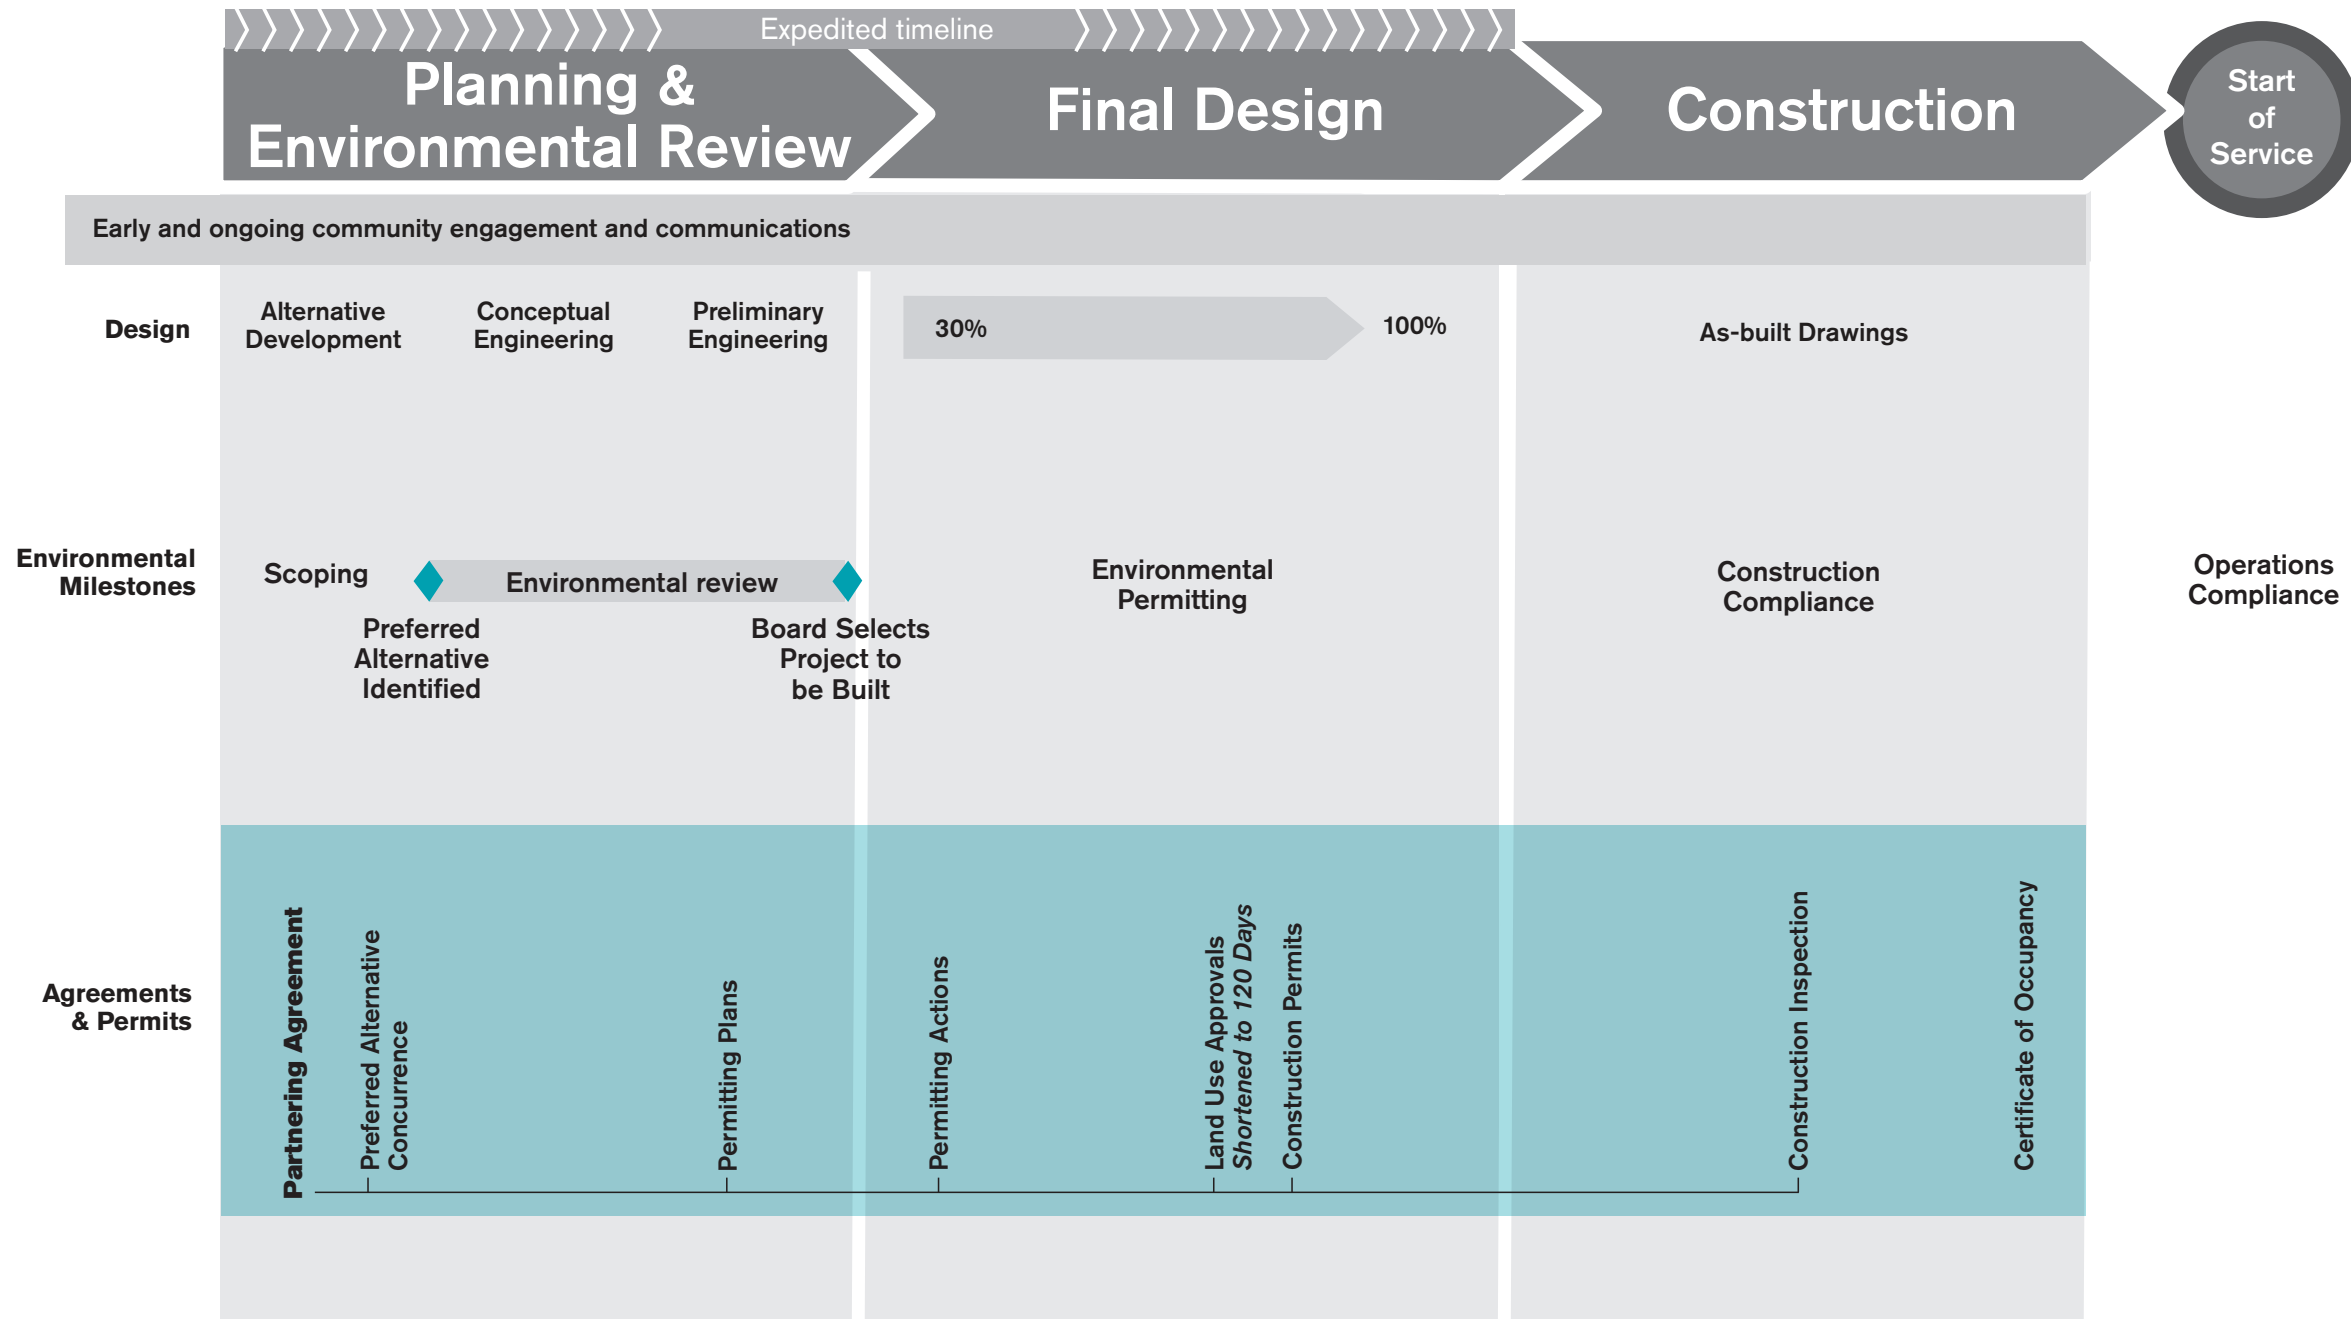 Expedited timeline
Planning &
Environmental Review
Final Design
Construction
Start
of
Service
Early and ongoing community engagement and communications
Design
Alternative
Development
Conceptual
Engineering
Preliminary
Engineering
30%
100%
As-built Drawings
Environmental
Milestones
Scoping
Environmental review
Preferred
Alternative
Identified
Board Selects
Project to
be Built
Environmental
Permitting
Construction
Compliance
Operations
Compliance
Agreements
& Permits
Partnering Agreement
Preferred Alternative
Concurrence
Permitting Plans
Permitting Actions
Land Use Approvals
Shortened to 120 Days
Construction Permits
Construction Inspection
Certificate of Occupancy